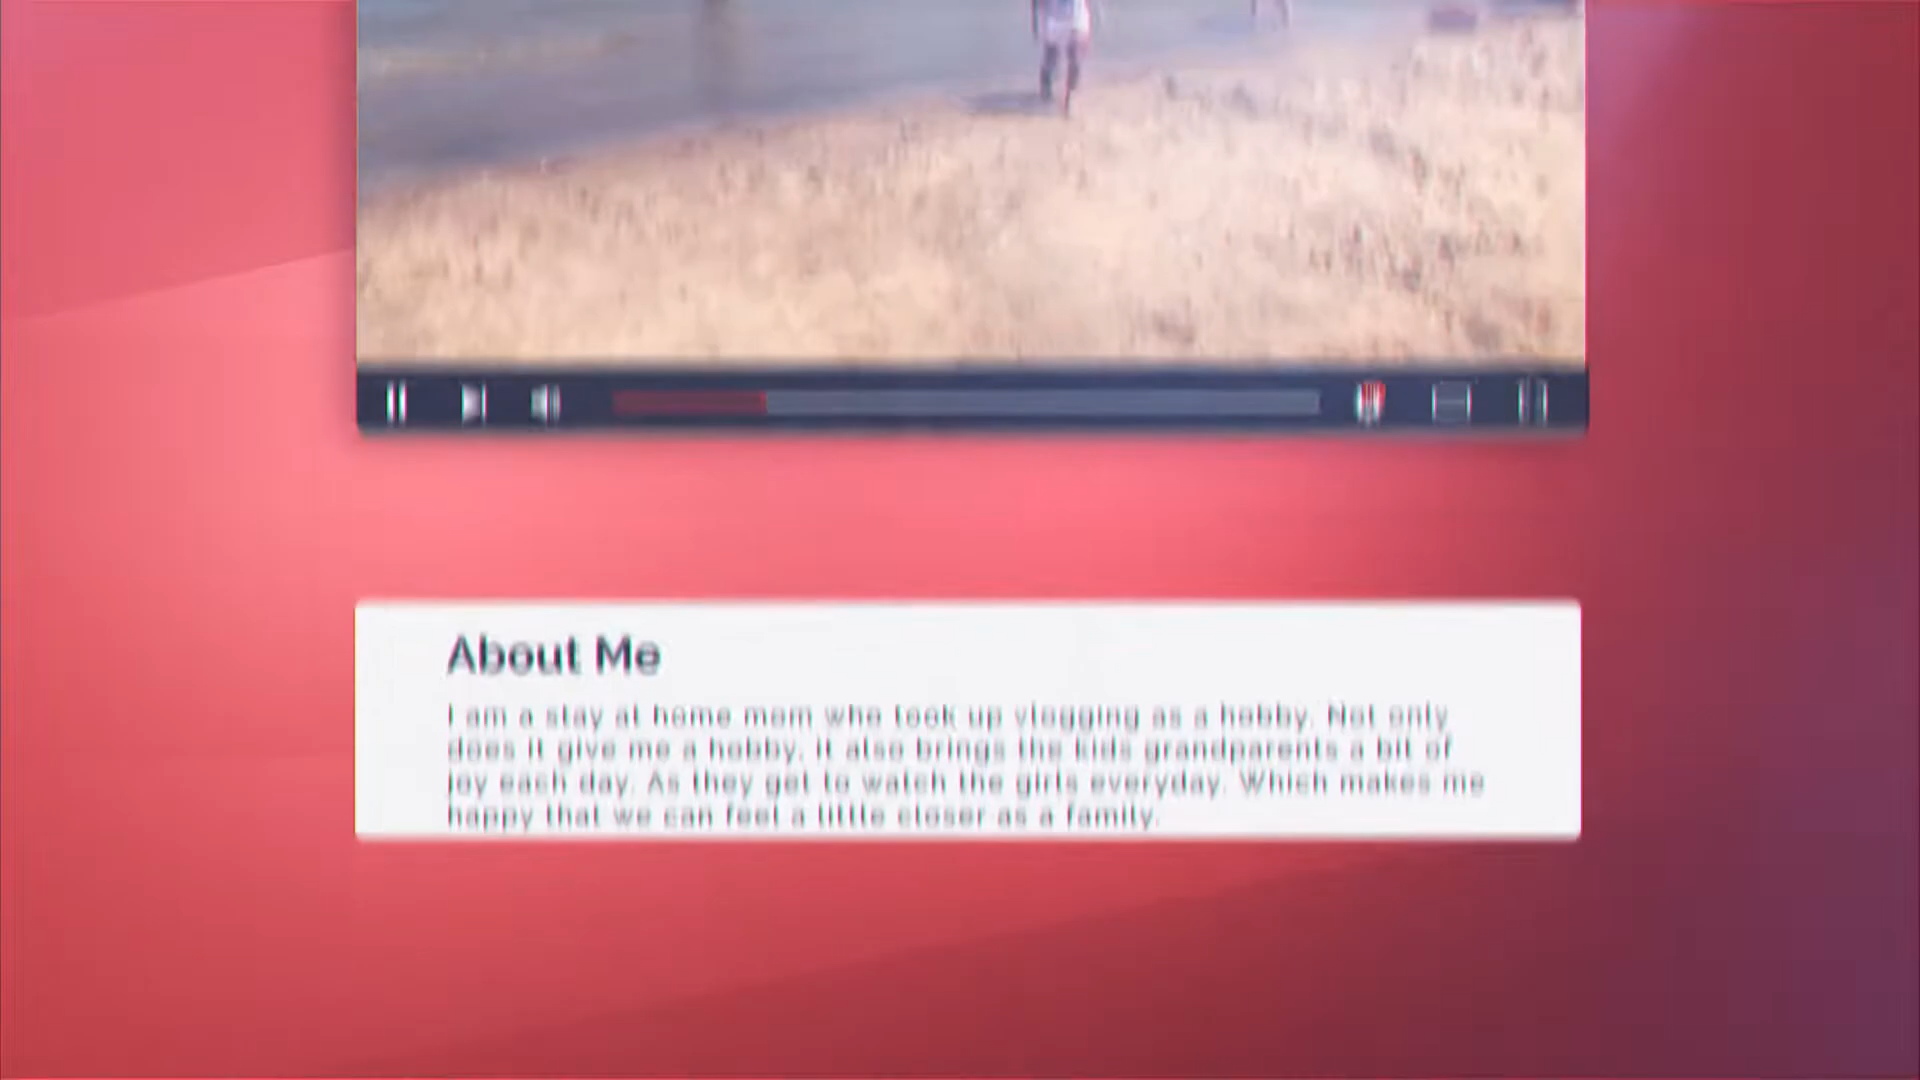 About Me
I am a stay at home mom who took up vlogging as a hobby. Not only
does it give me a hobby, it also brings the kids grandparents a bit of
joy each day. As they get to watch the girls everyday. Which makes me
happy that we can feel a little closer as a family.